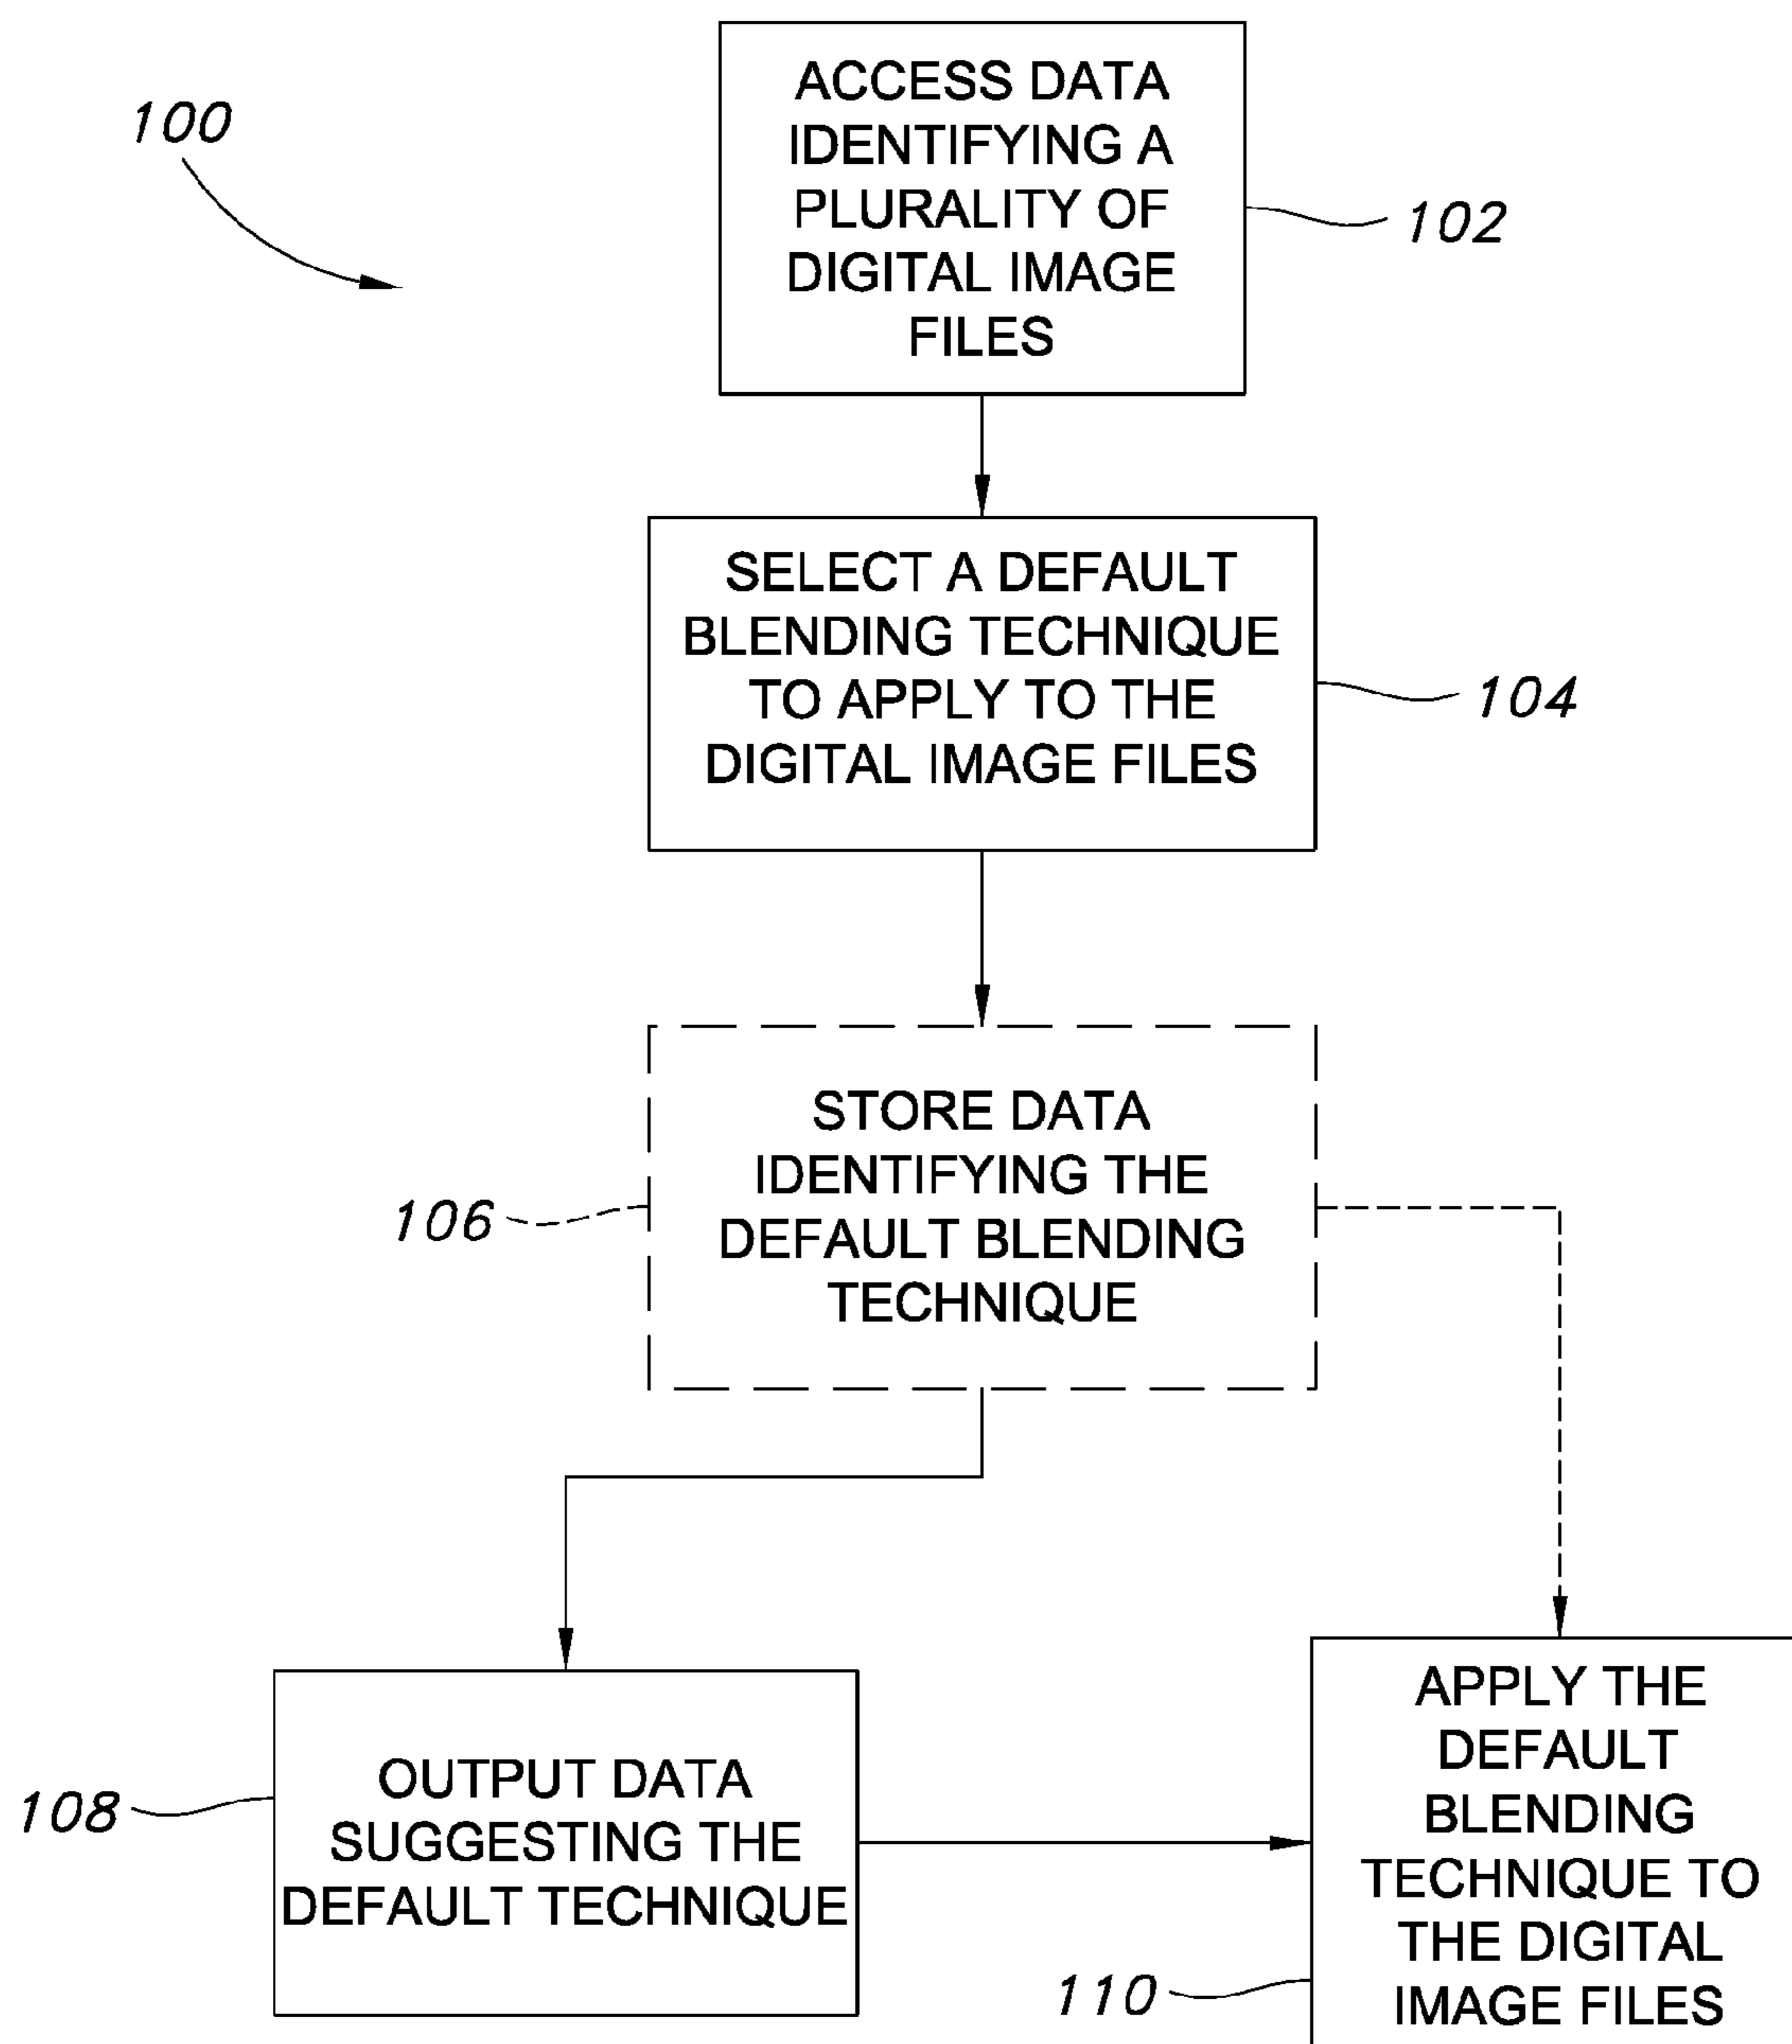 100
ACCESS DATA
IDENTIFYING A
PLURALITY OF
DIGITAL IMAGE
FILES
102
SELECT A DEFAULT
BLENDING TECHNIQUE
TO APPLY TO THE
DIGITAL IMAGE FILES
104
STORE DATA
IDENTIFYING THE
DEFAULT BLENDING
TECHNIQUE
106
OUTPUT DATA
SUGGESTING THE
DEFAULT TECHNIQUE
108
APPLY THE
DEFAULT
BLENDING
TECHNIQUE TO
THE DIGITAL
IMAGE FILES
110